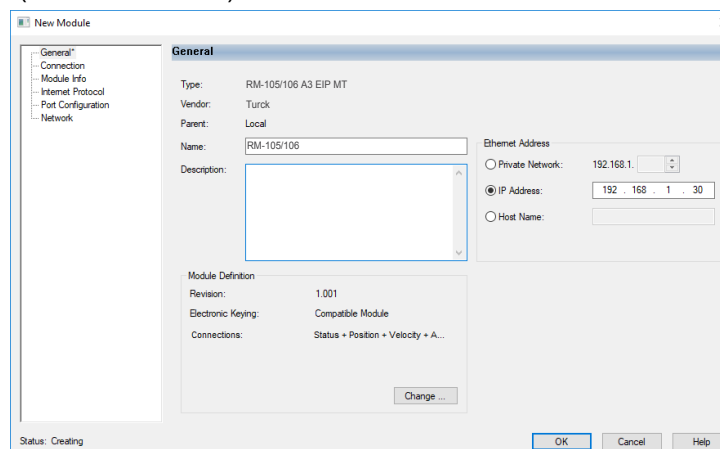 New Module
General*
Connection
Module Info
Internet Protocol
Port Configuration
Network
General
Type: RM-105/106 A3 EIP MT
Vendor: Turck
Parent: Local
Name: RM-105/106
Description:
Ethernet Address
Private Network: 192.168.1.
IP Address: 192 . 168 . 1 . 30
Host Name:
Module Definition
Revision: 1.001
Electronic Keying: Compatible Module
Connections: Status + Position + Velocity + A...
Change ...
Status: Creating
OK Cancel Help